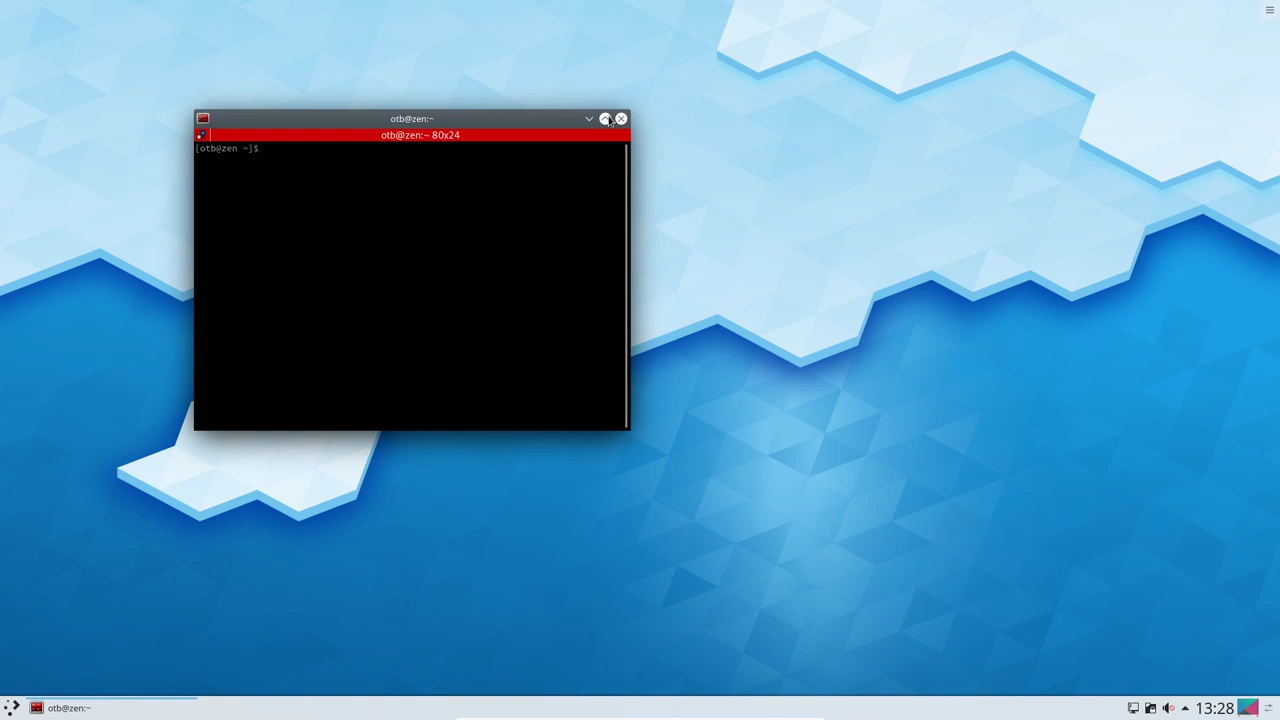 otb@zen:~
otb@zen:~ 80x24
[otb@zen ~]$
otb@zen:~
13:28